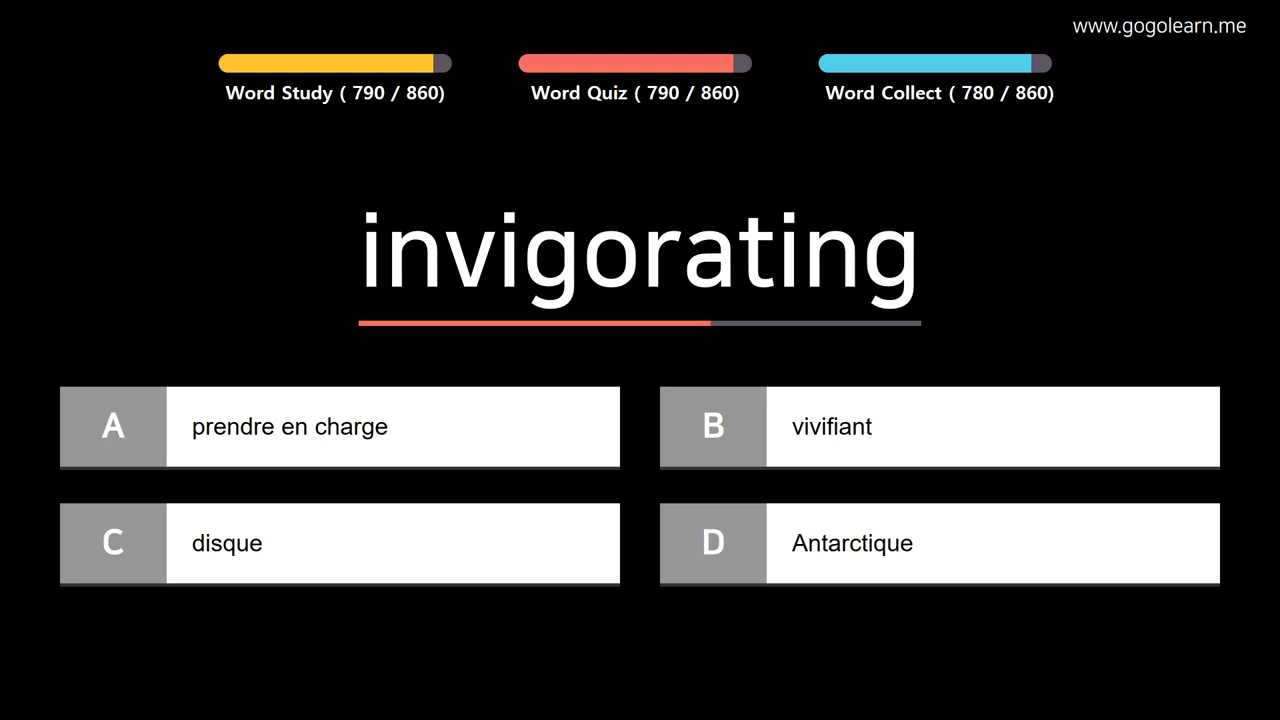 www.gogolearn.me
Word Study ( 790 / 860)
Word Quiz ( 790 / 860)
Word Collect ( 780 / 860)
invigorating
A
prendre en charge
B
vivifiant
C
disque
D
Antarctique